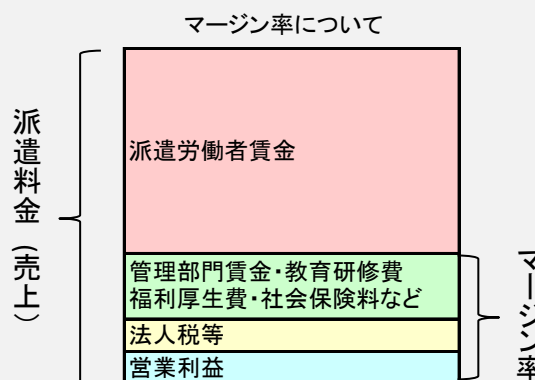 マージン率について
派遣料金（売上）
派遣労働者賃金
管理部門賃金・教育研修費
福利厚生費・社会保険料など
法人税等
営業利益
マージン率